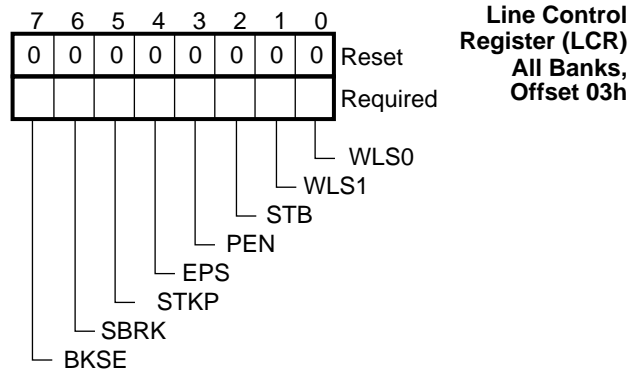 7 6 5 4 3 2 1 0
0 0 0 0 0 0 0 0 Reset
Required
Line Control
Register (LCR)
All Banks,
Offset 03h
WLS0
WLS1
STB
PEN
EPS
STKP
SBRK
BKSE